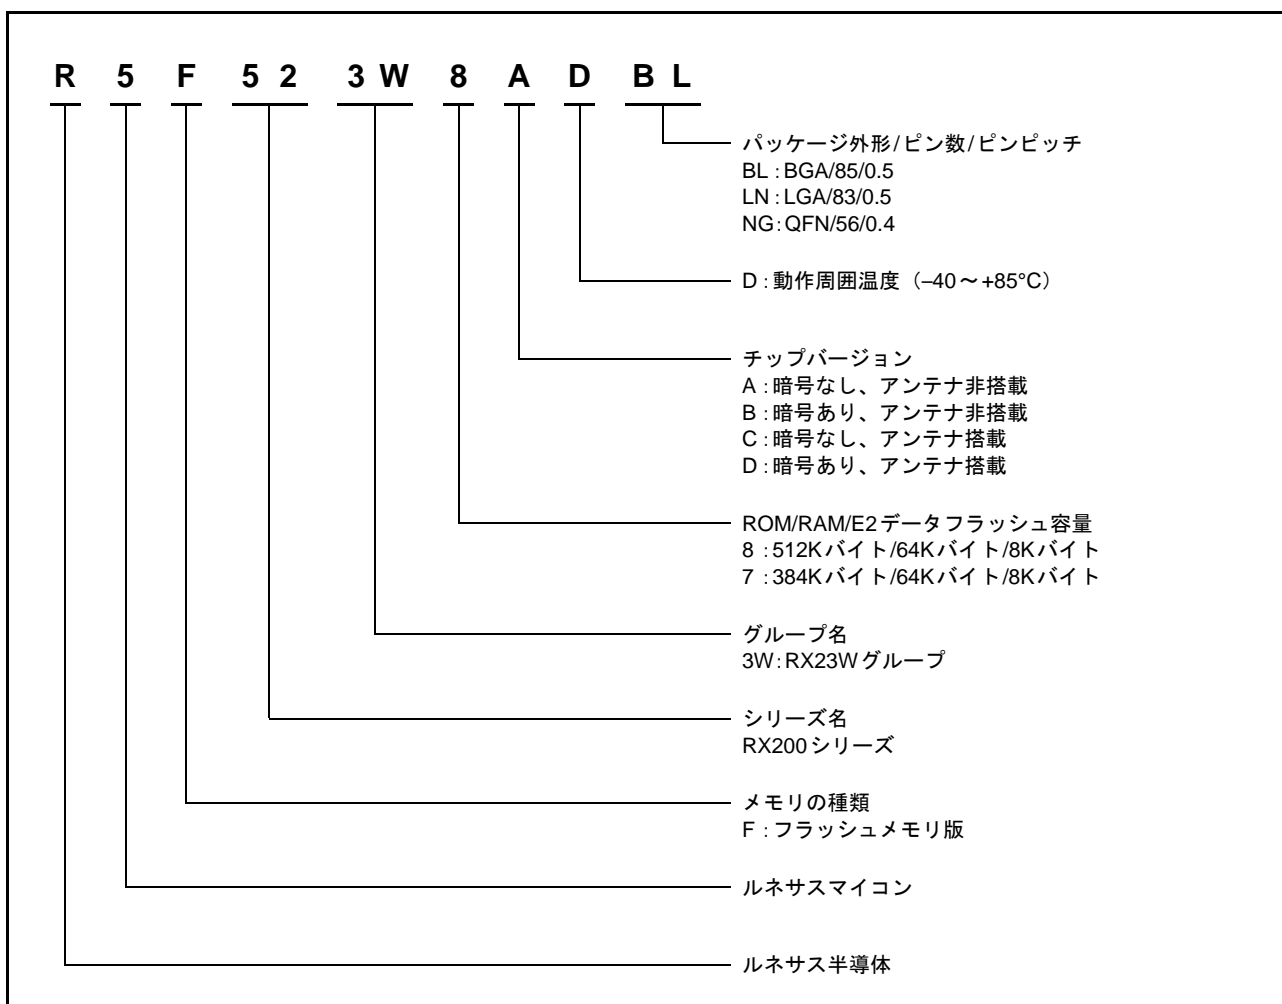 R 5 F 5 2 3 W 8 A D B L
パッケージ外形/ピン数/ピンピッチ
BL : BGA/85/0.5
LN : LGA/83/0.5
NG : QFN/56/0.4
D : 動作周囲温度（–40～+85°C）
チップバージョン
A : 暗号なし、アンテナ非搭載
B : 暗号あり、アンテナ非搭載
C : 暗号なし、アンテナ搭載
D : 暗号あり、アンテナ搭載
ROM/RAM/E2データフラッシュ容量
8 : 512Kバイト/64Kバイト/8Kバイト
7 : 384Kバイト/64Kバイト/8Kバイト
グループ名
3W : RX23Wグループ
シリーズ名
RX200シリーズ
メモリの種類
F : フラッシュメモリ版
ルネサスマイコン
ルネサス半導体